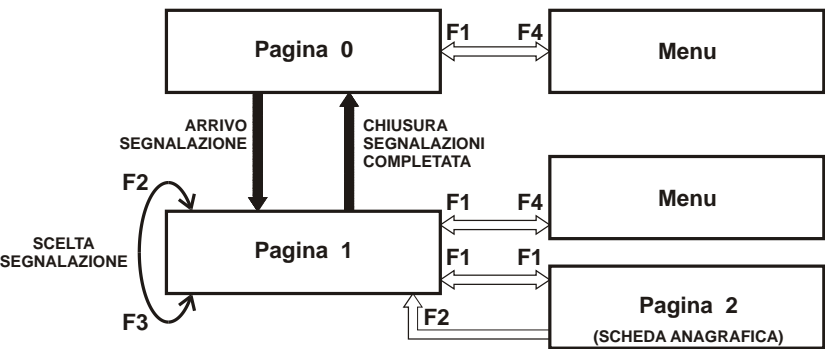 F1 F4
Pagina 0
Menu
ARRIVO
SEGNALAZIONE
CHIUSURA
SEGNALAZIONI
COMPLETATA
F2
F1 F4
Menu
SCELTA
SEGNALAZIONE
Pagina 1
F1 F1
F3
F2
Pagina 2
(SCHEDA ANAGRAFICA)